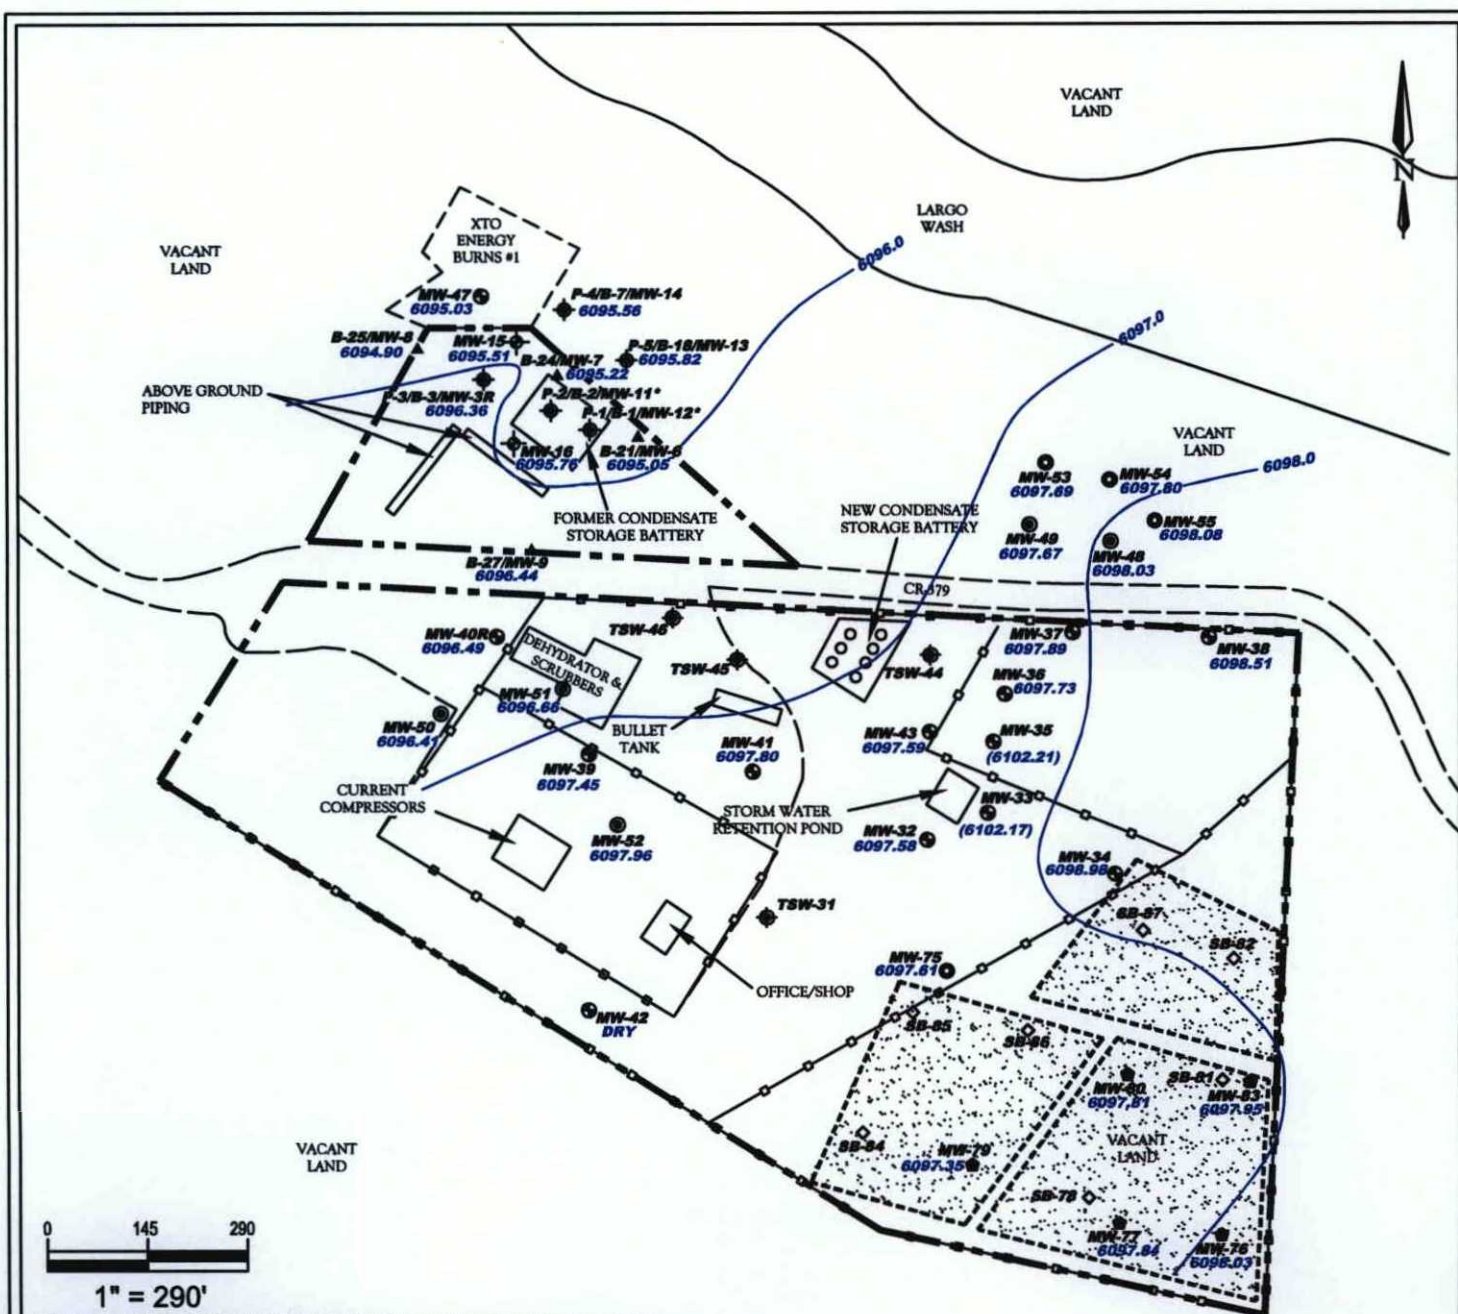 VACANT
LAND
N
LARGO
WASH
6096.0
XTO
ENERGY
BURNS #1
VACANT
LAND
MW-47
6095.03
P-4/B-7/MW-14
6095.56
6097.0
B-25/MW-8
6094.90
MW-15
6095.51
B-24/MW-7
6095.22
P-5/B-18/MW-13
6095.82
ABOVE GROUND
PIPING
P-3/B-3/MW-3R
6096.36
P-2/B-2/MW-11*
P-1/B-1/MW-12*
MW-16
6095.76
B-21/MW-6
6095.05
VACANT
LAND
6098.0
MW-53
6097.69
MW-54
6097.80
FORMER CONDENSATE
STORAGE BATTERY
NEW CONDENSATE
STORAGE BATTERY
MW-49
6097.67
MW-55
6098.08
MW-48
6098.03
B-27/MW-9
6096.44
CR 379
MW-40R
6096.49
DEHYDRATOR &
SCRUBBERS
TSW-46
TSW-45
TSW-44
MW-37
6097.89
MW-38
6098.51
MW-36
6097.73
MW-51
6096.66
MW-50
6096.41
BULLET
TANK
MW-43
6097.59
MW-35
(6102.21)
MW-39
6097.45
MW-41
6097.80
CURRENT
COMPRESSORS
STORM WATER
RETENTION POND
MW-33
(6102.17)
MW-52
6097.96
MW-32
6097.58
MW-34
6098.98
TSW-31
SB-87
SB-82
MW-75
6097.61
OFFICE/SHOP
MW-42
DRY
SB-85
SB-86
MW-80
6097.81
SB-81
MW-83
6097.95
SB-84
VACANT
LAND
MW-79
6097.35
VACANT
LAND
SB-78
MW-77
6097.84
MW-76
6098.03
0 145 290
1" = 290'